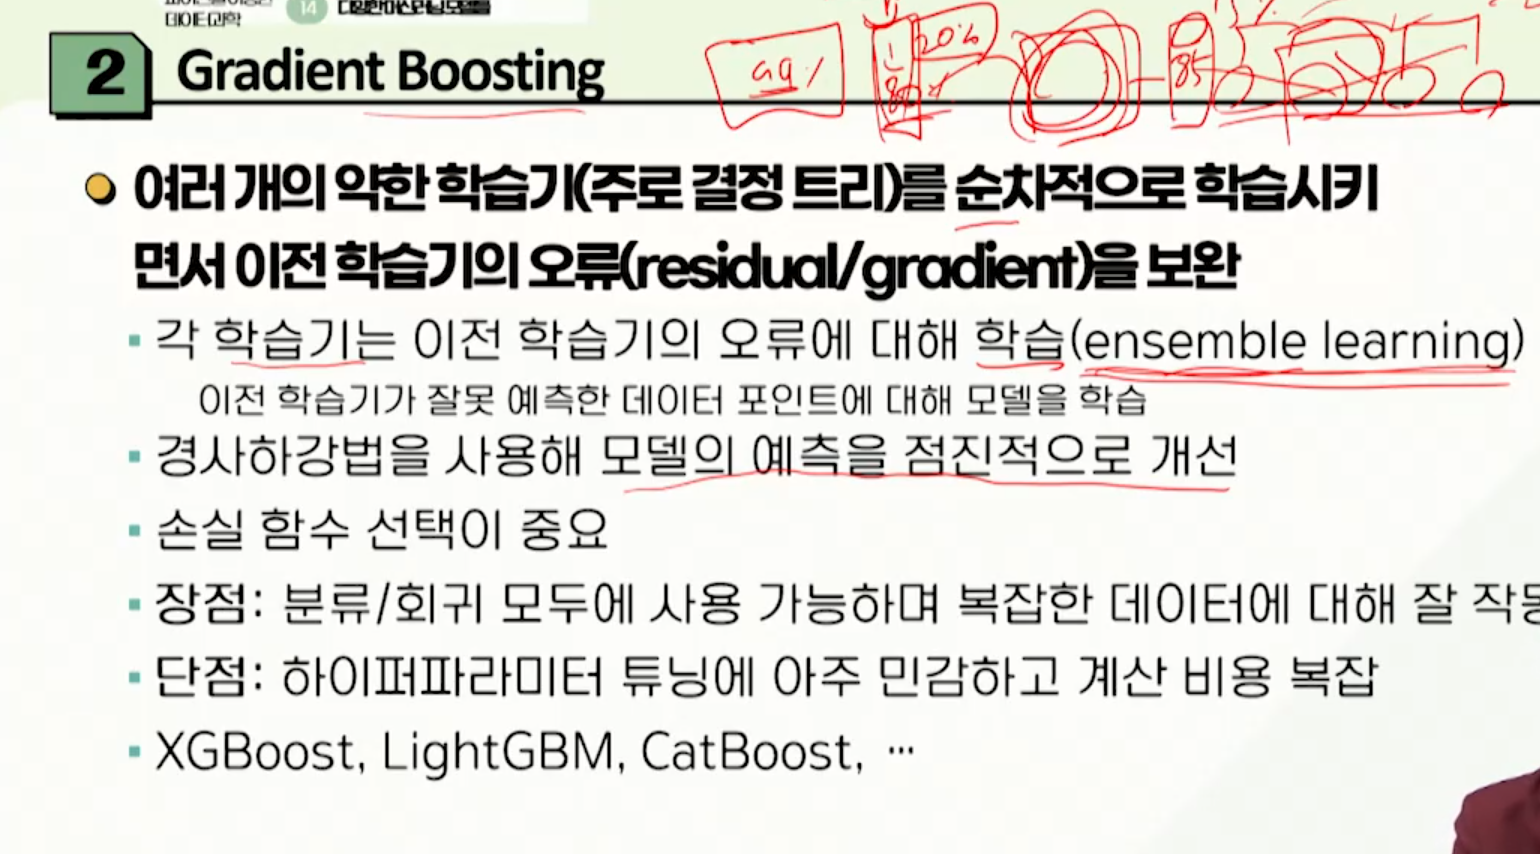 데이터과학
14
2 Gradient Boosting
99%
20%
80
85
여러 개의 약한 학습기(주로 결정 트리)를 순차적으로 학습시키
면서 이전 학습기의 오류(residual/gradient)을 보완
각 학습기는 이전 학습기의 오류에 대해 학습(ensemble learning)
이전 학습기가 잘못 예측한 데이터 포인트에 대해 모델을 학습
경사하강법을 사용해 모델의 예측을 점진적으로 개선
손실 함수 선택이 중요
장점: 분류/회귀 모두에 사용 가능하며 복잡한 데이터에 대해 잘
단점: 하이퍼파라미터 튜닝에 아주 민감하고 계산 비용 복잡
XGBoost, LightGBM, CatBoost, …